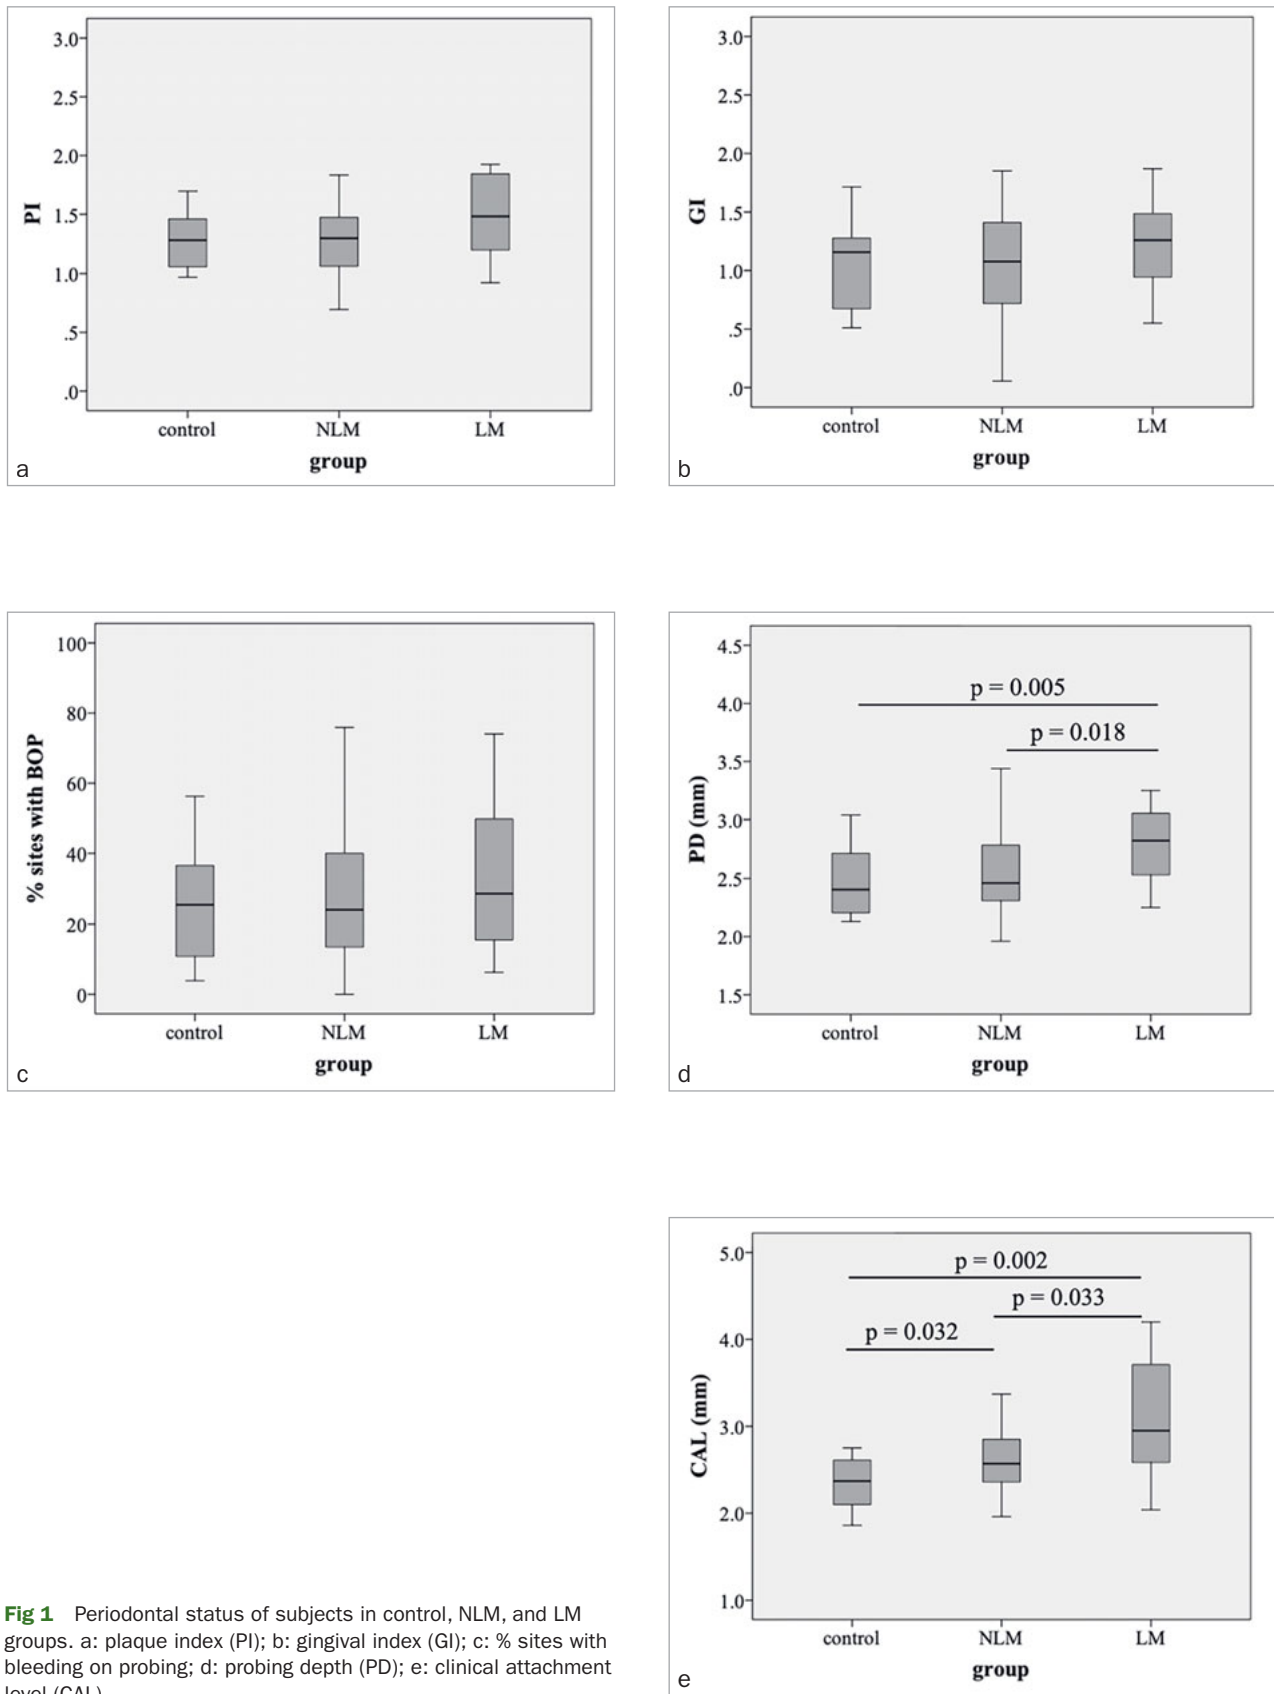 3.0
2.5
2.0
1.5
1.0
.5
.0
PI
control NLM LM
group
a
3.0
2.5
2.0
1.5
1.0
.5
.0
GI
control NLM LM
group
b
100
80
60
40
20
0
% sites with BOP
control NLM LM
group
c
4.5
4.0
3.5
3.0
2.5
2.0
1.5
PD (mm)
p = 0.005
p = 0.018
control NLM LM
group
d
5.0
4.0
3.0
2.0
1.0
CAL (mm)
p = 0.002
p = 0.033
p = 0.032
control NLM LM
group
e
Fig 1 Periodontal status of subjects in control, NLM, and LM
groups. a: plaque index (PI); b: gingival index (GI); c: % sites with
bleeding on probing; d: probing depth (PD); e: clinical attachment
level (CAL)